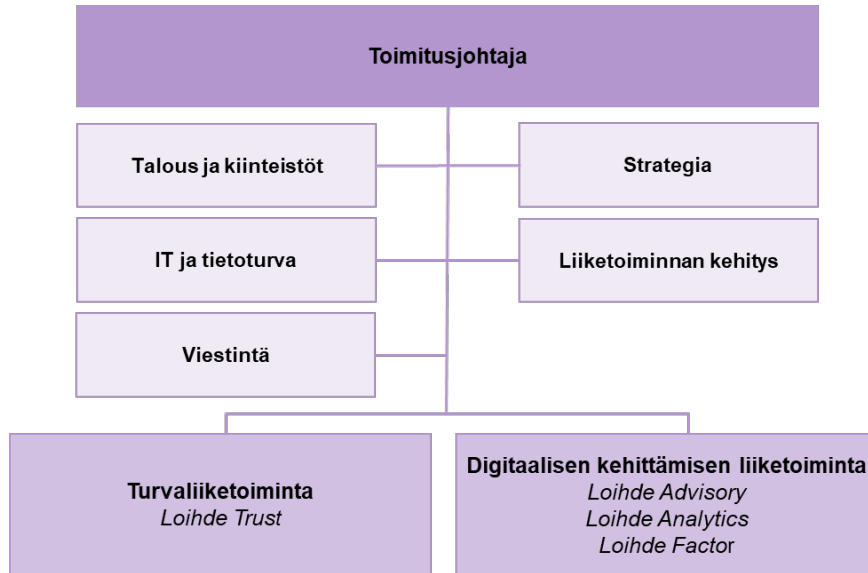 Toimitusjohtaja
Talous ja kiinteistöt
Strategia
IT ja tietoturva
Liiketoiminnan kehitys
Viestintä
Turvaliiketoiminta
Loihde Trust
Digitaalisen kehittämisen liiketoiminta
Loihde Advisory
Loihde Analytics
Loihde Factor